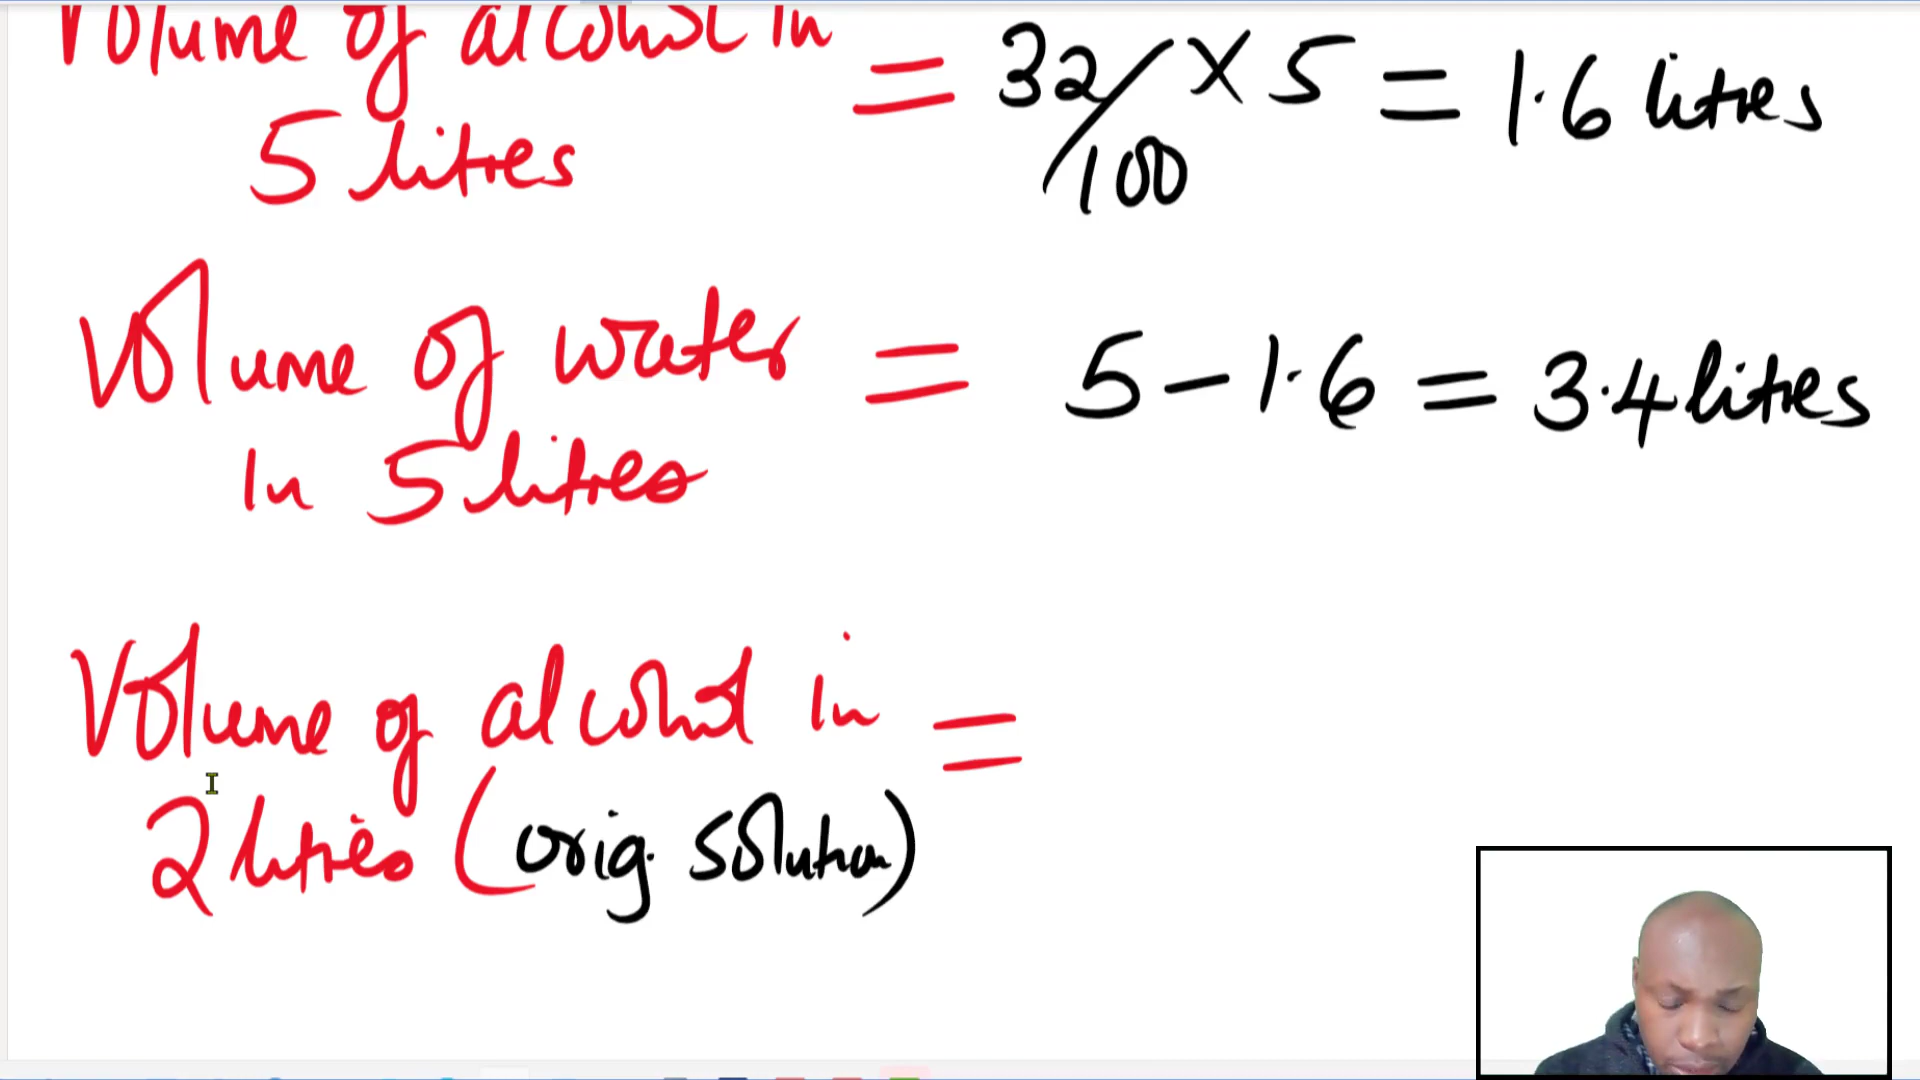 Volume of alcohol in = 32/100 × 5 = 1.6 litres
5 litres
Volume of water = 5 - 1.6 = 3.4 litres
in 5 litres
Volume of alcohol in =
2 litres (orig. solution)